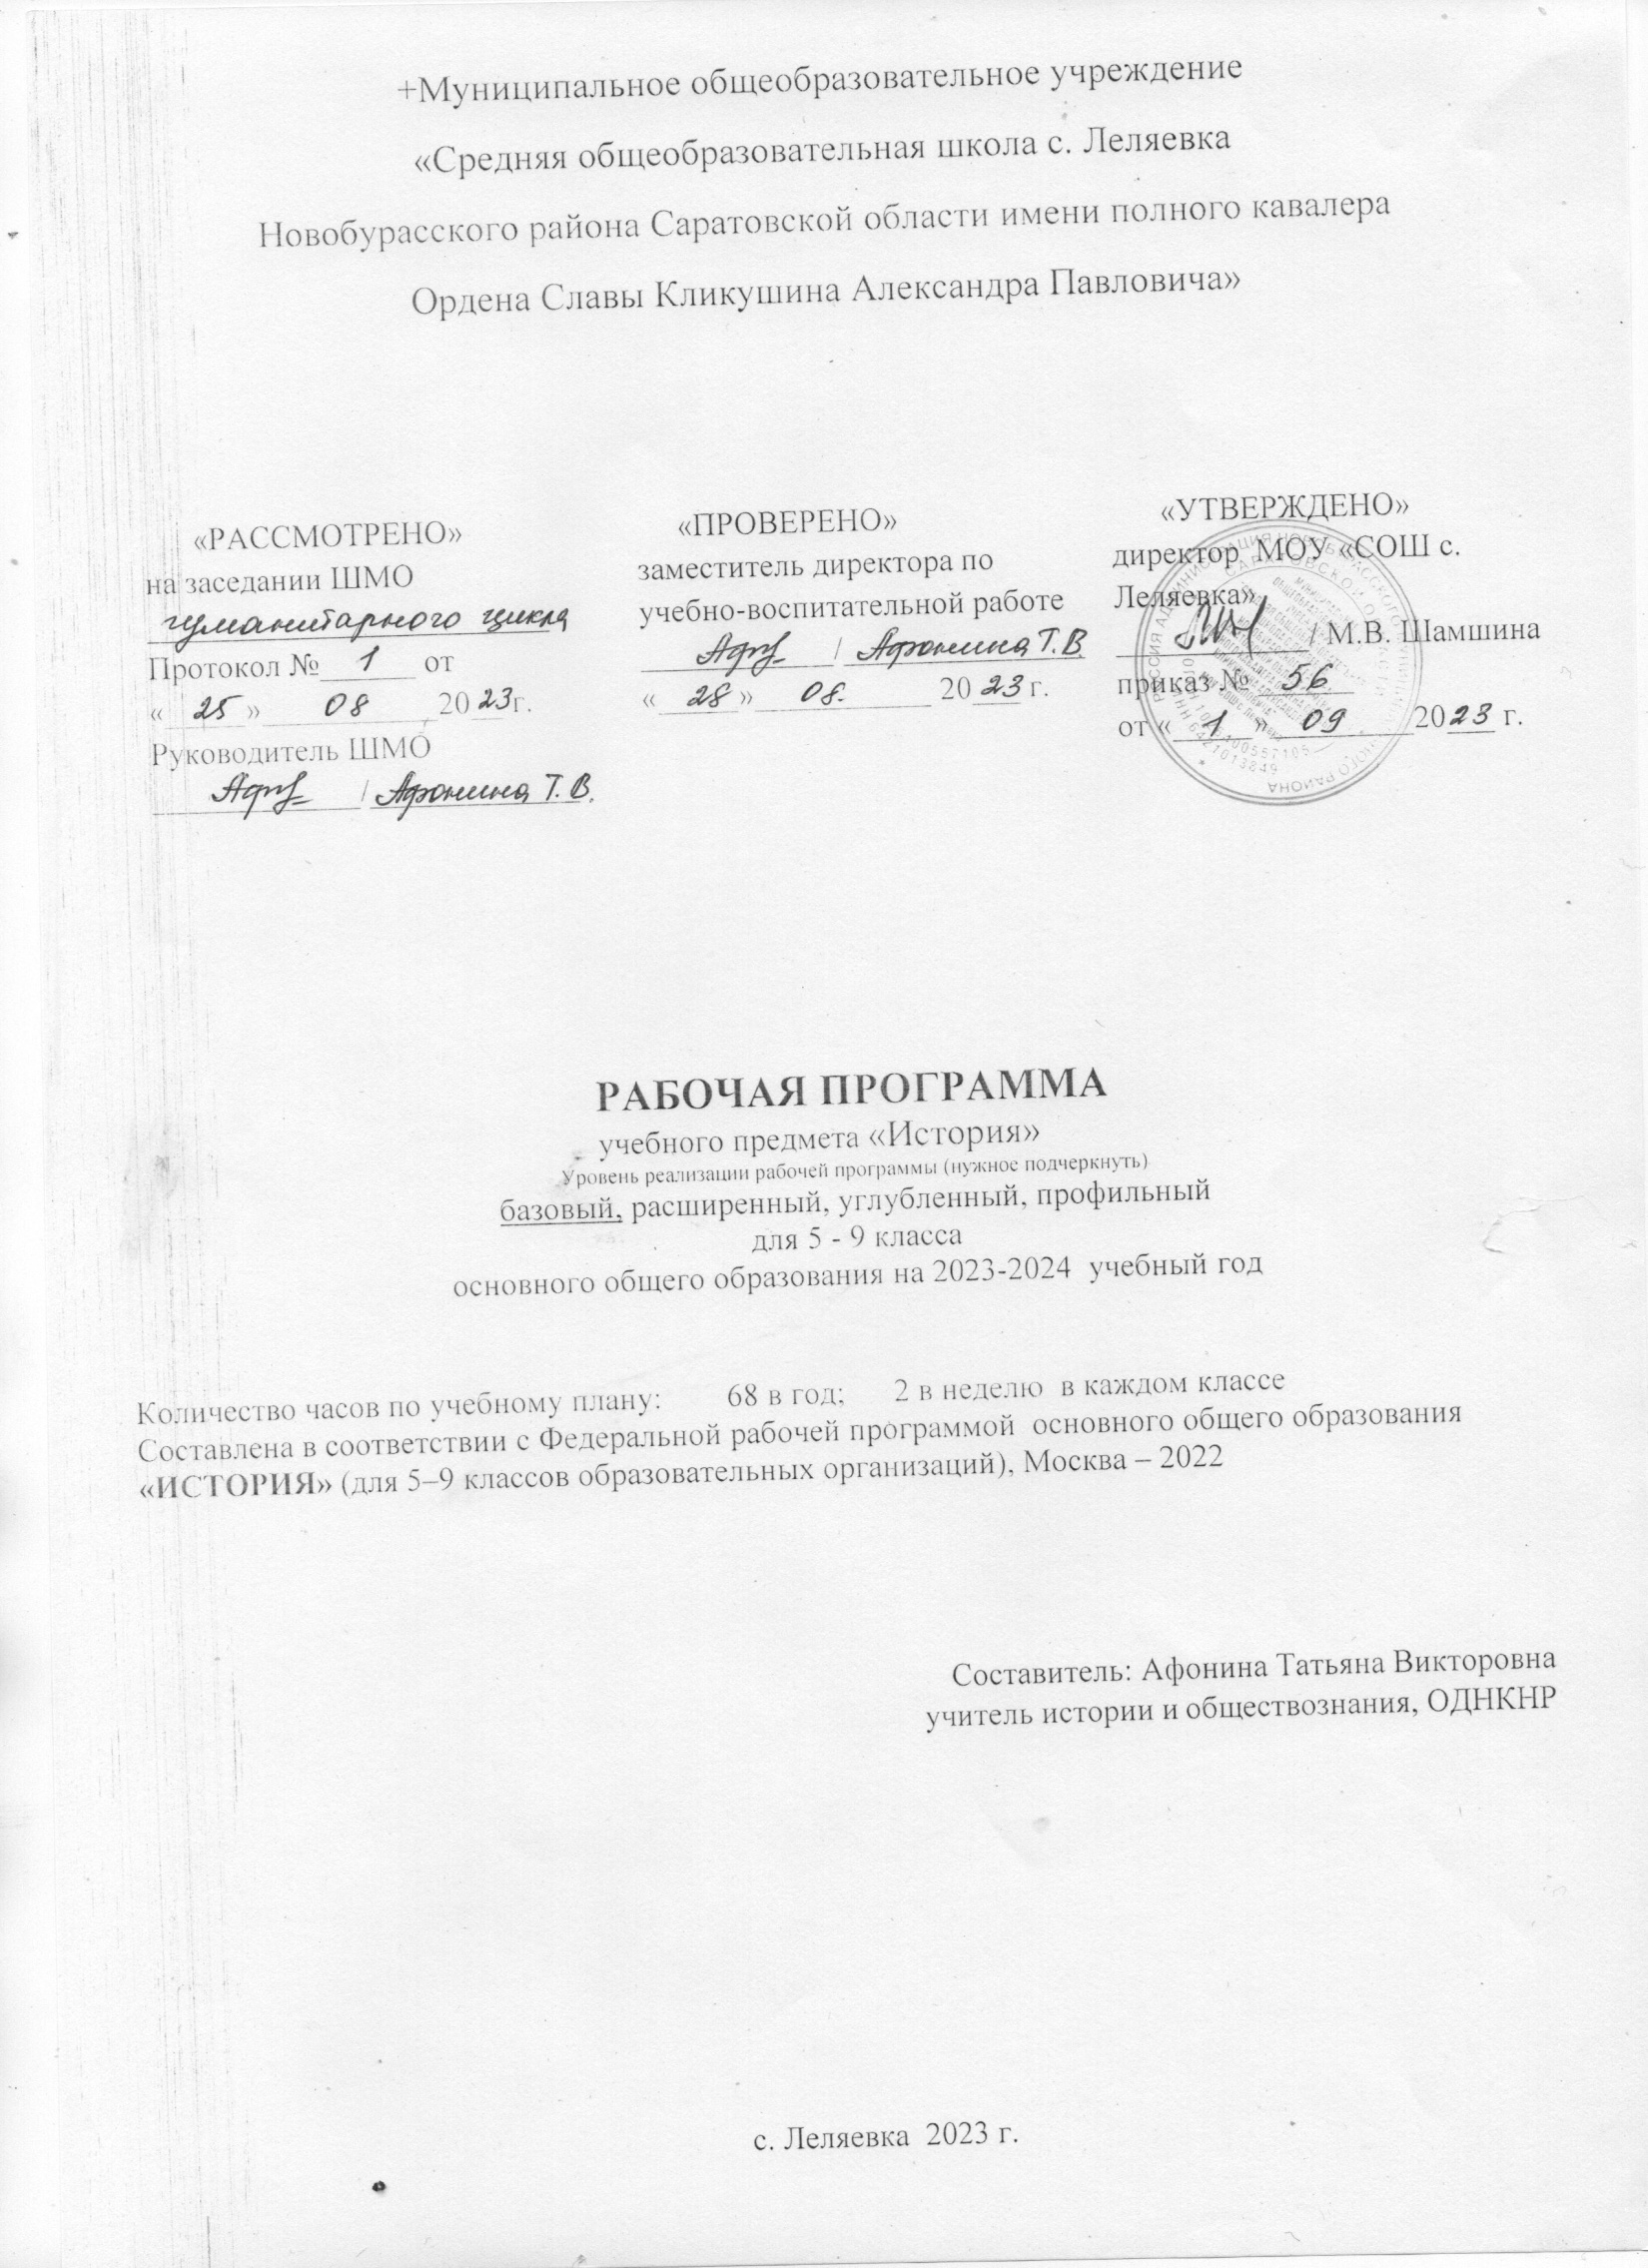 +Муниципальное общеобразовательное учреждение
«Средняя общеобразовательная школа с. Леляевка
Новобурасского района Саратовской области имени полного кавалера
Ордена Славы Кликушина Александра Павловича»
«РАССМОТРЕНО»
на заседании ШМО
гуманитарного цикла
Протокол № 1 от
« 25 » 08 2023г.
Руководитель ШМО
/ Афонина Т. В.
«ПРОВЕРЕНО»
заместитель директора по
учебно-воспитательной работе
/ Афонина Т. В.
« 28 » 08. 2023 г.
«УТВЕРЖДЕНО»
директор МОУ «СОШ с.
Леляевка»
/ М.В. Шамшина
приказ № 56
от « 1. » 09 2023 г.
РАБОЧАЯ ПРОГРАММА
учебного предмета «История»
Уровень реализации рабочей программы (нужное подчеркнуть)
базовый, расширенный, углубленный, профильный
для 5 - 9 класса
основного общего образования на 2023-2024 учебный год
Количество часов по учебному плану: 68 в год; 2 в неделю в каждом классе
Составлена в соответствии с Федеральной рабочей программой основного общего образования
«ИСТОРИЯ» (для 5–9 классов образовательных организаций), Москва – 2022
Составитель: Афонина Татьяна Викторовна
учитель истории и обществознания, ОДНКНР
с. Леляевка 2023 г.